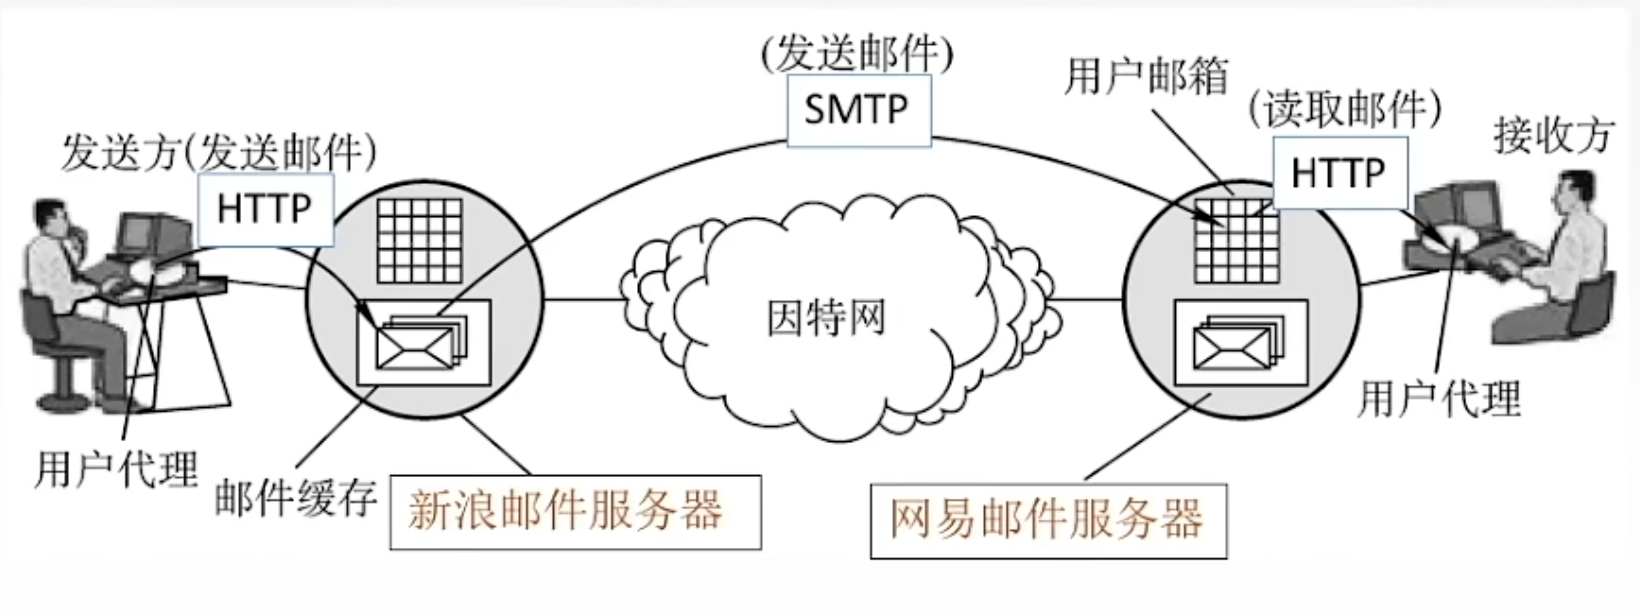 (发送邮件)
SMTP
用户邮箱
(读取邮件)
HTTP
接收方
发送方(发送邮件)
HTTP
因特网
用户代理
用户代理
邮件缓存
新浪邮件服务器
网易邮件服务器